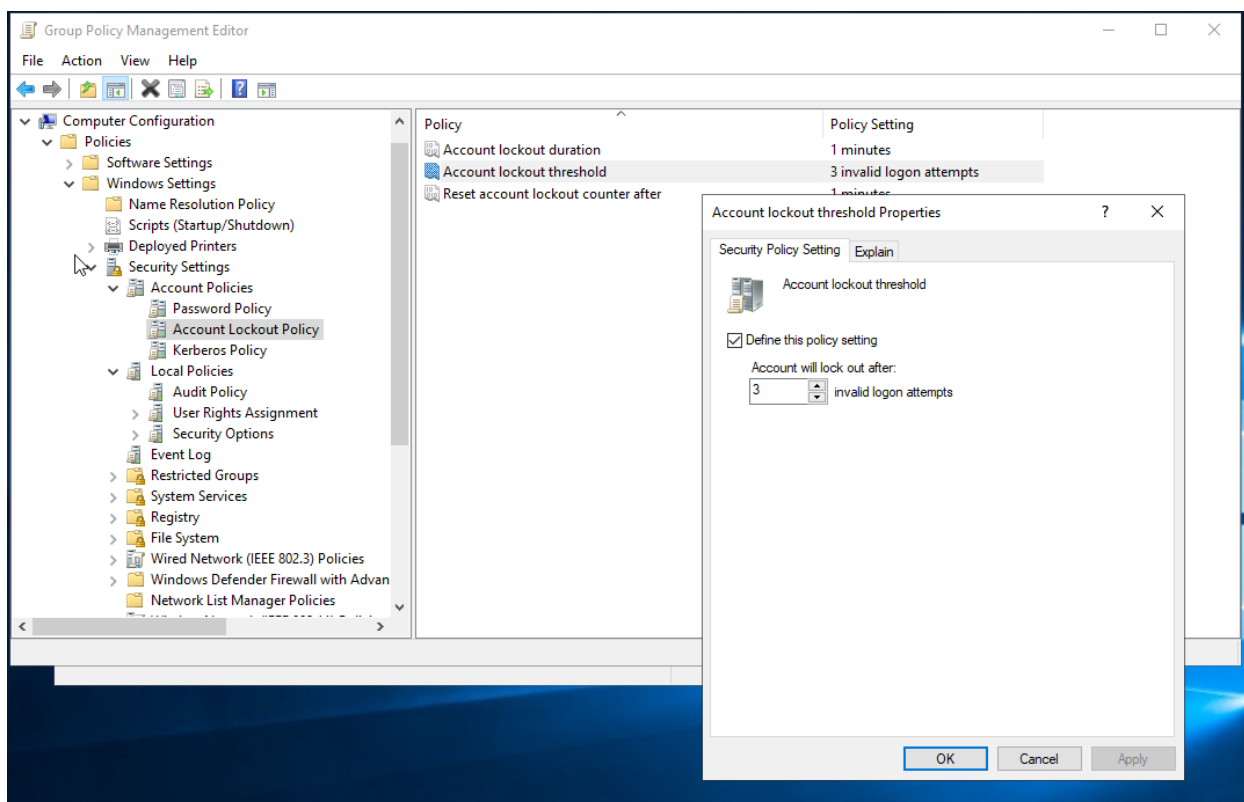 Group Policy Management Editor
File Action View Help
Computer Configuration
Policies
Software Settings
Windows Settings
Name Resolution Policy
Scripts (Startup/Shutdown)
Deployed Printers
Security Settings
Account Policies
Password Policy
Account Lockout Policy
Kerberos Policy
Local Policies
Audit Policy
User Rights Assignment
Security Options
Event Log
Restricted Groups
System Services
Registry
File System
Wired Network (IEEE 802.3) Policies
Windows Defender Firewall with Advan
Network List Manager Policies
Policy Policy Setting
Account lockout duration 1 minutes
Account lockout threshold 3 invalid logon attempts
Reset account lockout counter after 1 minutes
Account lockout threshold Properties ?
Security Policy Setting Explain
Account lockout threshold
Define this policy setting
Account will lock out after:
3 invalid logon attempts
OK Cancel Apply